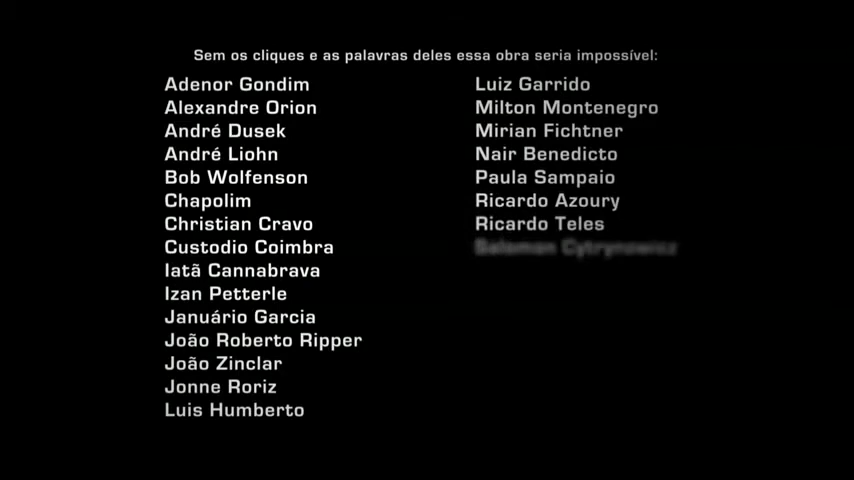 Sem os cliques e as palavras deles essa obra seria impossível:
Adenor Gondim
Alexandre Orion
André Dusek
André Liohn
Bob Wolfenson
Chapolim
Christian Cravo
Custodio Coimbra
Iatã Cannabrava
Izan Petterle
Januário Garcia
João Roberto Ripper
João Zinclar
Jonne Roriz
Luis Humberto
Luiz Garrido
Milton Montenegro
Mirian Fichtner
Nair Benedicto
Paula Sampaio
Ricardo Azoury
Ricardo Teles